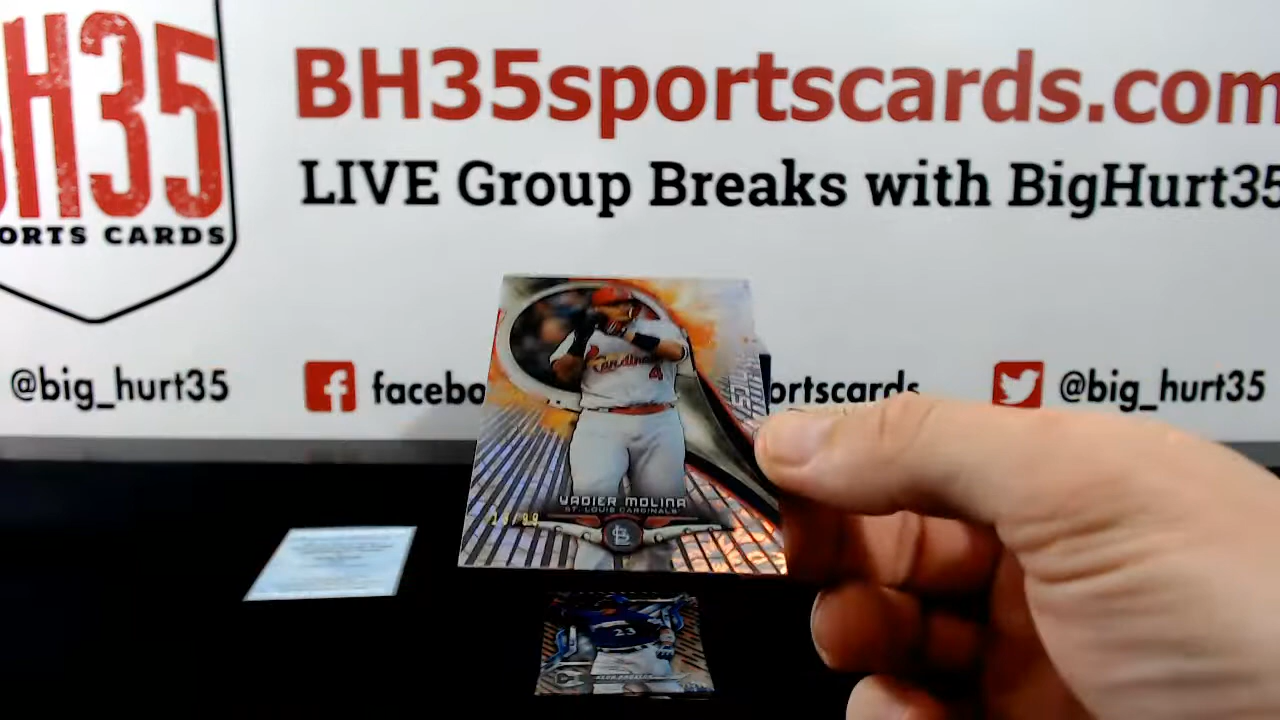 BH35
ORTS CARDS
BH35sportscards.com
LIVE Group Breaks with BigHurt35
@big_hurt35
facebo
ortscards
@big_hurt35
Cardinals
4
YADIER MOLINA
ST. LOUIS CARDINALS
23